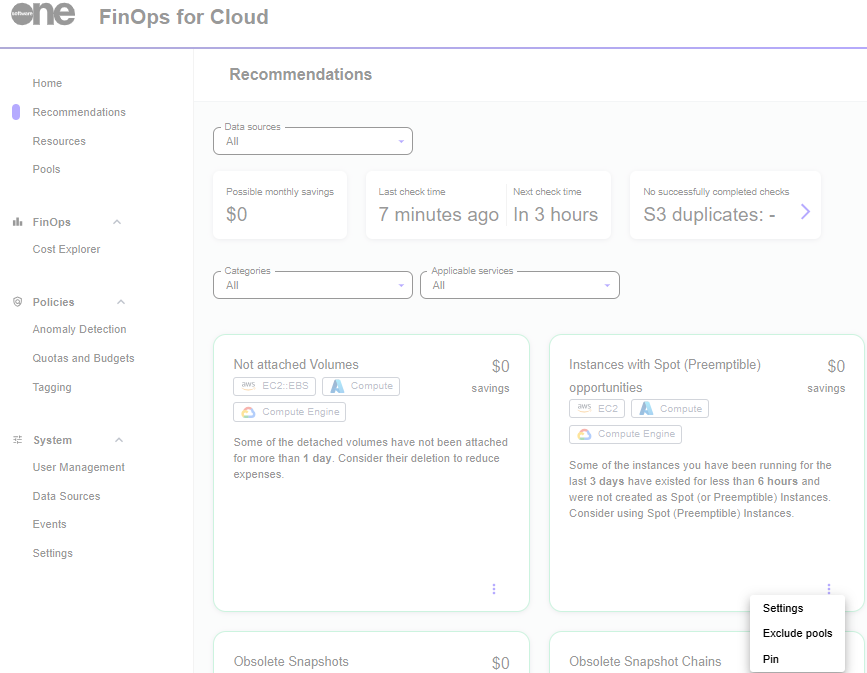 software one FinOps for Cloud
Recommendations
Home
Recommendations
Resources
Pools
FinOps
Cost Explorer
Policies
Anomaly Detection
Quotas and Budgets
Tagging
System
User Management
Data Sources
Events
Settings
Data sources
All
Possible monthly savings
$0
Last check time
7 minutes ago
Next check time
In 3 hours
No successfully completed checks
S3 duplicates: -
Categories
All
Applicable services
All
Not attached Volumes
$0
savings
aws EC2::EBS
Compute
Compute Engine
Some of the detached volumes have not been attached
for more than 1 day. Consider their deletion to reduce
expenses.
Instances with Spot (Preemptible)
opportunities
$0
savings
aws EC2
Compute
Compute Engine
Some of the instances you have been running for the
last 3 days have existed for less than 6 hours and
were not created as Spot (or Preemptible) Instances.
Consider using Spot (Preemptible) Instances.
Settings
Exclude pools
Pin
Obsolete Snapshots
$0
Obsolete Snapshot Chains